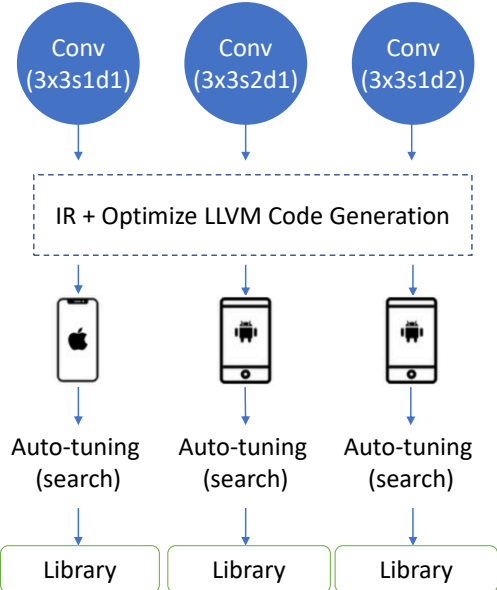 Conv
(3x3s1d1)
Conv
(3x3s2d1)
Conv
(3x3s1d2)
IR + Optimize LLVM Code Generation
Auto-tuning
(search)
Auto-tuning
(search)
Auto-tuning
(search)
Library
Library
Library